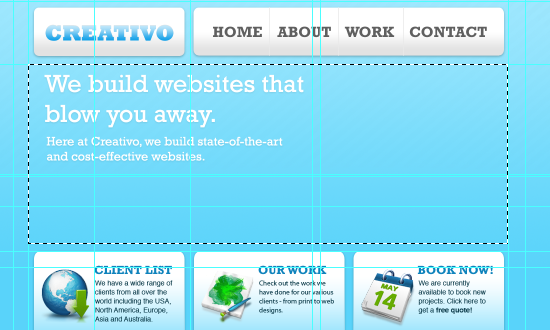 CREATIVO
HOME ABOUT WORK CONTACT
We build websites that
blow you away.
Here at Creativo, we build state-of-the-art
and cost-effective websites.
CLIENT LIST
We have a wide range of
clients from all over the
world including the USA,
North America, Europe,
Asia and Australia.
OUR WORK
Check out the work we
have done for our various
clients - from print to web
designs.
MAY
14
BOOK NOW!
We are currently
available to book new
projects. Click here to
get a free quote!